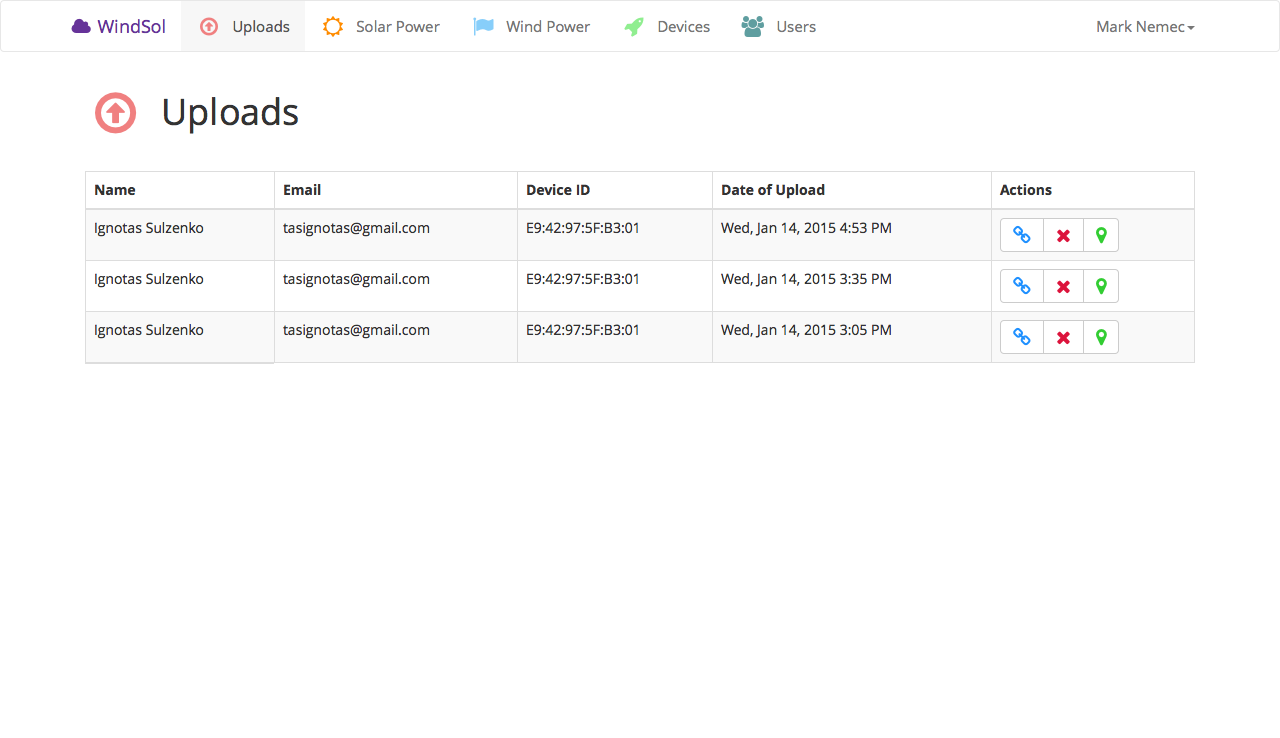 WindSol Uploads Solar Power Wind Power Devices Users Mark Nemec
Uploads
Name Email Device ID Date of Upload Actions
Ignotas Sulzenko tasignotas@gmail.com E9:42:97:5F:B3:01 Wed, Jan 14, 2015 4:53 PM
Ignotas Sulzenko tasignotas@gmail.com E9:42:97:5F:B3:01 Wed, Jan 14, 2015 3:35 PM
Ignotas Sulzenko tasignotas@gmail.com E9:42:97:5F:B3:01 Wed, Jan 14, 2015 3:05 PM